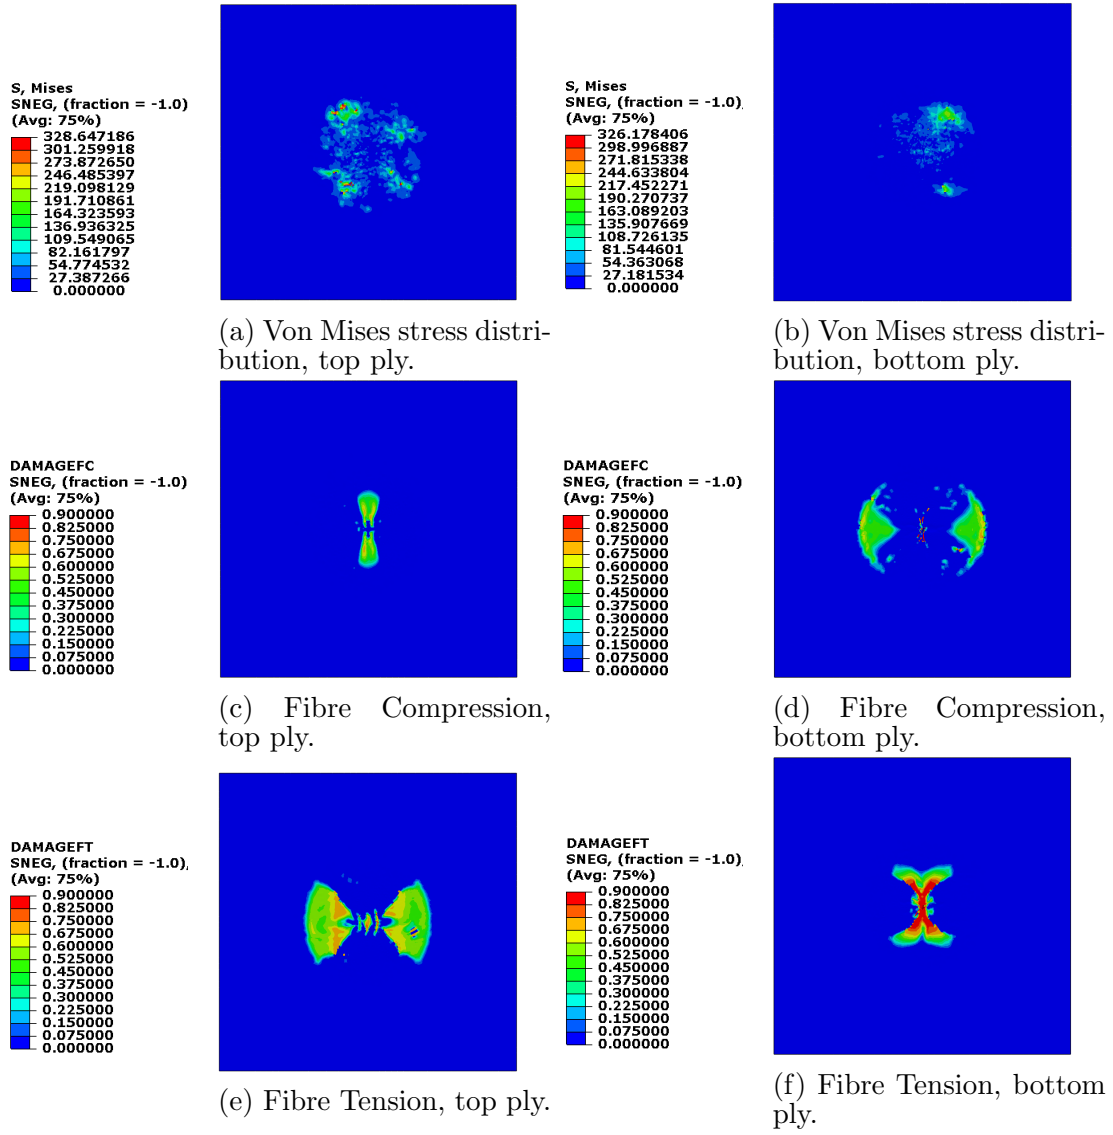 S, Mises
SNEG, (fraction = -1.0)
(Avg: 75%)
328.647186
301.259918
273.872650
246.485397
219.098129
191.710861
164.323593
136.936325
109.549065
82.161797
54.774532
27.387266
0.000000
(a) Von Mises stress distri-
bution, top ply.
S, Mises
SNEG, (fraction = -1.0),
(Avg: 75%)
326.178406
298.996887
271.815338
244.633804
217.452271
190.270737
163.089203
135.907669
108.726135
81.544601
54.363068
27.181534
0.000000
(b) Von Mises stress distri-
bution, bottom ply.
DAMAGEFC
SNEG, (fraction = -1.0)
(Avg: 75%)
0.900000
0.825000
0.750000
0.675000
0.600000
0.525000
0.450000
0.375000
0.300000
0.225000
0.150000
0.075000
0.000000
(c) Fibre Compression,
top ply.
DAMAGEFC
SNEG, (fraction = -1.0)
(Avg: 75%)
0.900000
0.825000
0.750000
0.675000
0.600000
0.525000
0.450000
0.375000
0.300000
0.225000
0.150000
0.075000
0.000000
(d) Fibre Compression,
bottom ply.
DAMAGEFT
SNEG, (fraction = -1.0),
(Avg: 75%)
0.900000
0.825000
0.750000
0.675000
0.600000
0.525000
0.450000
0.375000
0.300000
0.225000
0.150000
0.075000
0.000000
(e) Fibre Tension, top ply.
DAMAGEFT
SNEG, (fraction = -1.0),
(Avg: 75%)
0.900000
0.825000
0.750000
0.675000
0.600000
0.525000
0.450000
0.375000
0.300000
0.225000
0.150000
0.075000
0.000000
(f) Fibre Tension, bottom
ply.